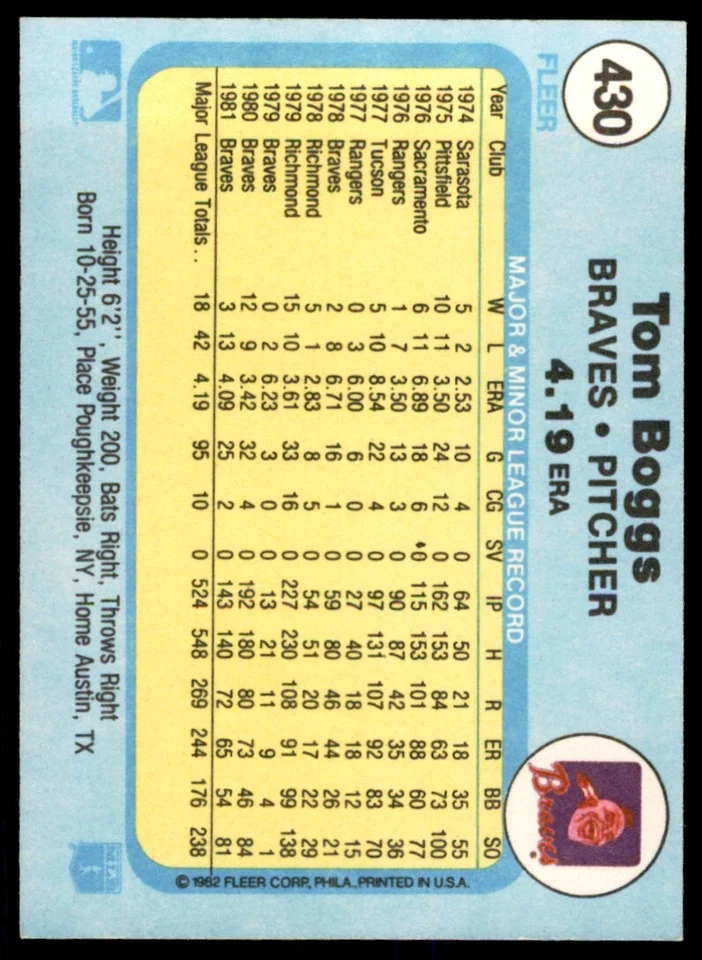 430
FLEER
Tom Boggs
BRAVES • PITCHER
4.19 ERA
Braves
MAJOR & MINOR LEAGUE RECORD
Year Club W L ERA G CG SV IP H R ER BB SO
1974 Sarasota 5 2 2.53 10 4 0 64 50 21 18 35 55
1975 Pittsfield 10 11 3.50 24 12 0 162 153 84 63 73 100
1976 Sacramento 6 11 6.89 18 6 0 115 153 101 88 60 77
1976 Rangers 1 7 3.50 13 3 0 90 87 42 35 34 36
1977 Tucson 5 10 8.54 22 4 0 97 131 107 92 83 70
1977 Rangers 0 3 6.00 6 0 0 27 40 18 18 12 15
1978 Braves 2 8 6.71 16 1 0 59 80 46 44 26 21
1978 Richmond 5 1 2.83 8 5 0 54 51 20 17 22 29
1979 Richmond 15 10 3.61 33 16 0 227 230 108 91 99 138
1979 Braves 0 2 6.23 3 0 0 13 21 11 9 4 1
1980 Braves 12 9 3.42 32 4 0 192 180 80 73 46 84
1981 Braves 3 13 4.09 25 2 0 143 140 72 65 54 81
Major League Totals . . 18 42 4.19 95 10 0 524 548 269 244 176 238
© 1982 FLEER CORP., PHILA., PRINTED IN U.S.A.
Height 6'2'', Weight 200, Bats Right, Throws Right
Born 10-25-55, Place Poughkeepsie, NY, Home Austin, TX